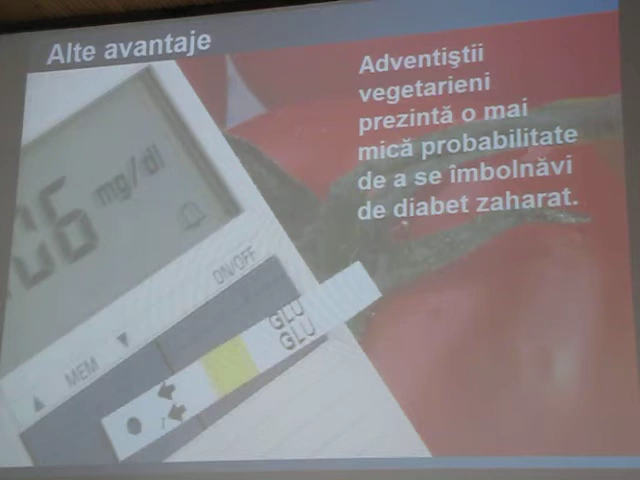 Alte avantaje
Adventiştii
vegetarieni
prezintă o mai
mică probabilitate
de a se îmbolnăvi
de diabet zaharat.
06 mg/dl
ON/OFF
MEM
GLU
GLU